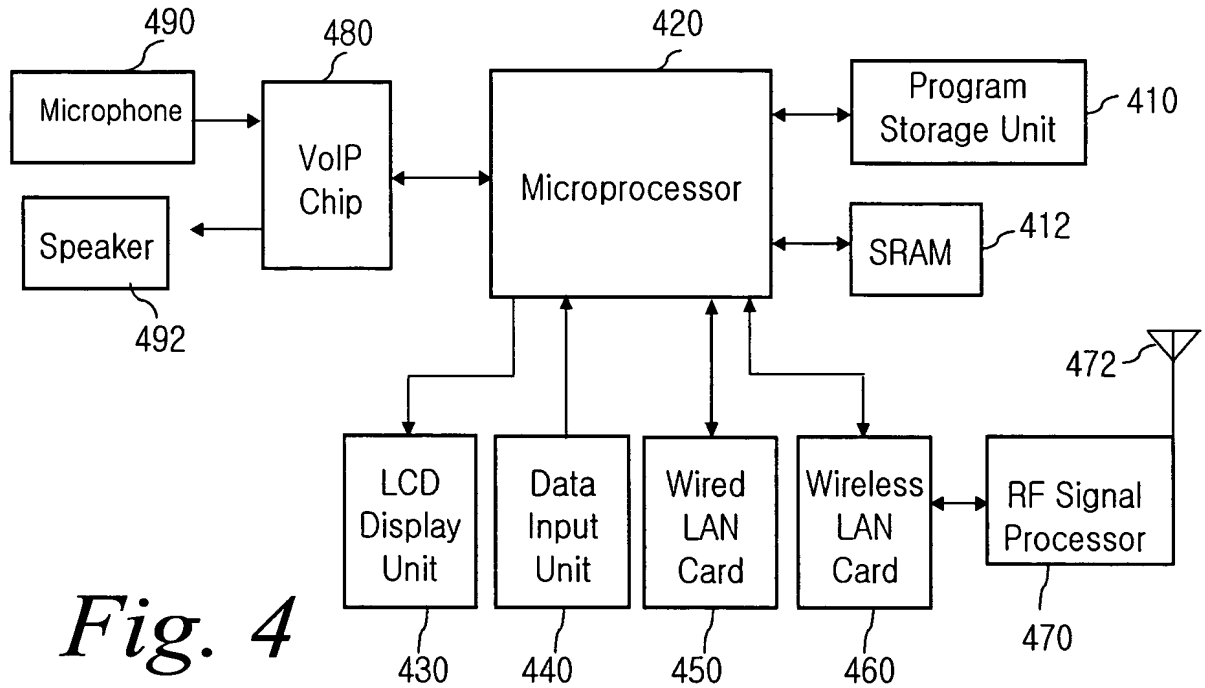 490
480
420
Microphone
VoIP
Chip
Microprocessor
Program
Storage Unit
410
Speaker
492
SRAM
412
472
LCD
Display
Unit
Data
Input
Unit
Wired
LAN
Card
Wireless
LAN
Card
RF Signal
Processor
430
440
450
460
470
Fig. 4